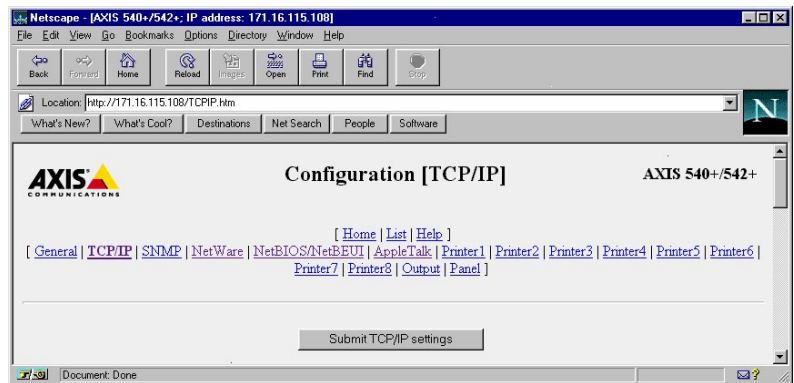 Netscape - [AXIS 540+/542+; IP address: 171.16.115.108]
File Edit View Go Bookmarks Options Directory Window Help
Back Forward Home Reload Images Open Print Find Stop
Location: http://171.16.115.108/TCPIP.htm
What's New? What's Cool? Destinations Net Search People Software
N
AXIS COMMUNICATIONS
Configuration [TCP/IP]
AXIS 540+/542+
[ Home | List | Help ]
[ General | TCP/IP | SNMP | NetWare | NetBIOS/NetBEUI | AppleTalk | Printer1 | Printer2 | Printer3 | Printer4 | Printer5 | Printer6 |
Printer7 | Printer8 | Output | Panel ]
Submit TCP/IP settings
Document: Done